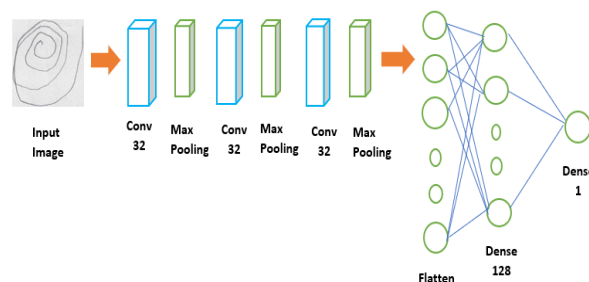 Input
Image
Conv
32
Max
Pooling
Conv
32
Max
Pooling
Conv
32
Max
Pooling
Flatten
Dense
128
Dense
1